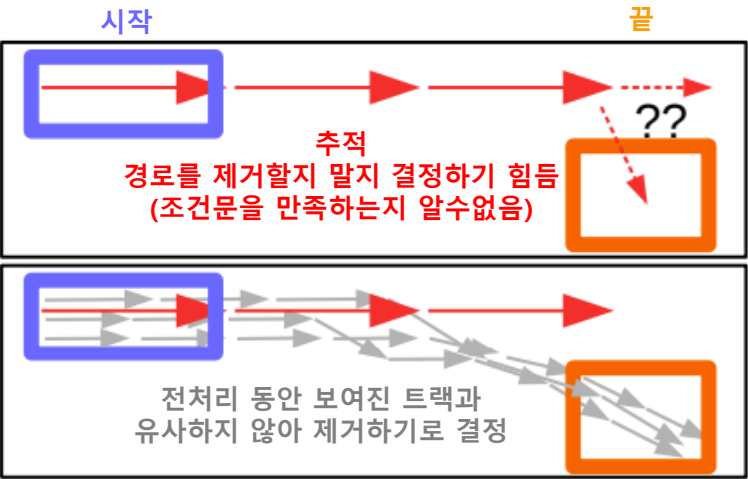 시작
끝
??
추적
경로를 제거할지 말지 결정하기 힘듬
(조건문을 만족하는지 알수없음)
전처리 동안 보여진 트랙과
유사하지 않아 제거하기로 결정